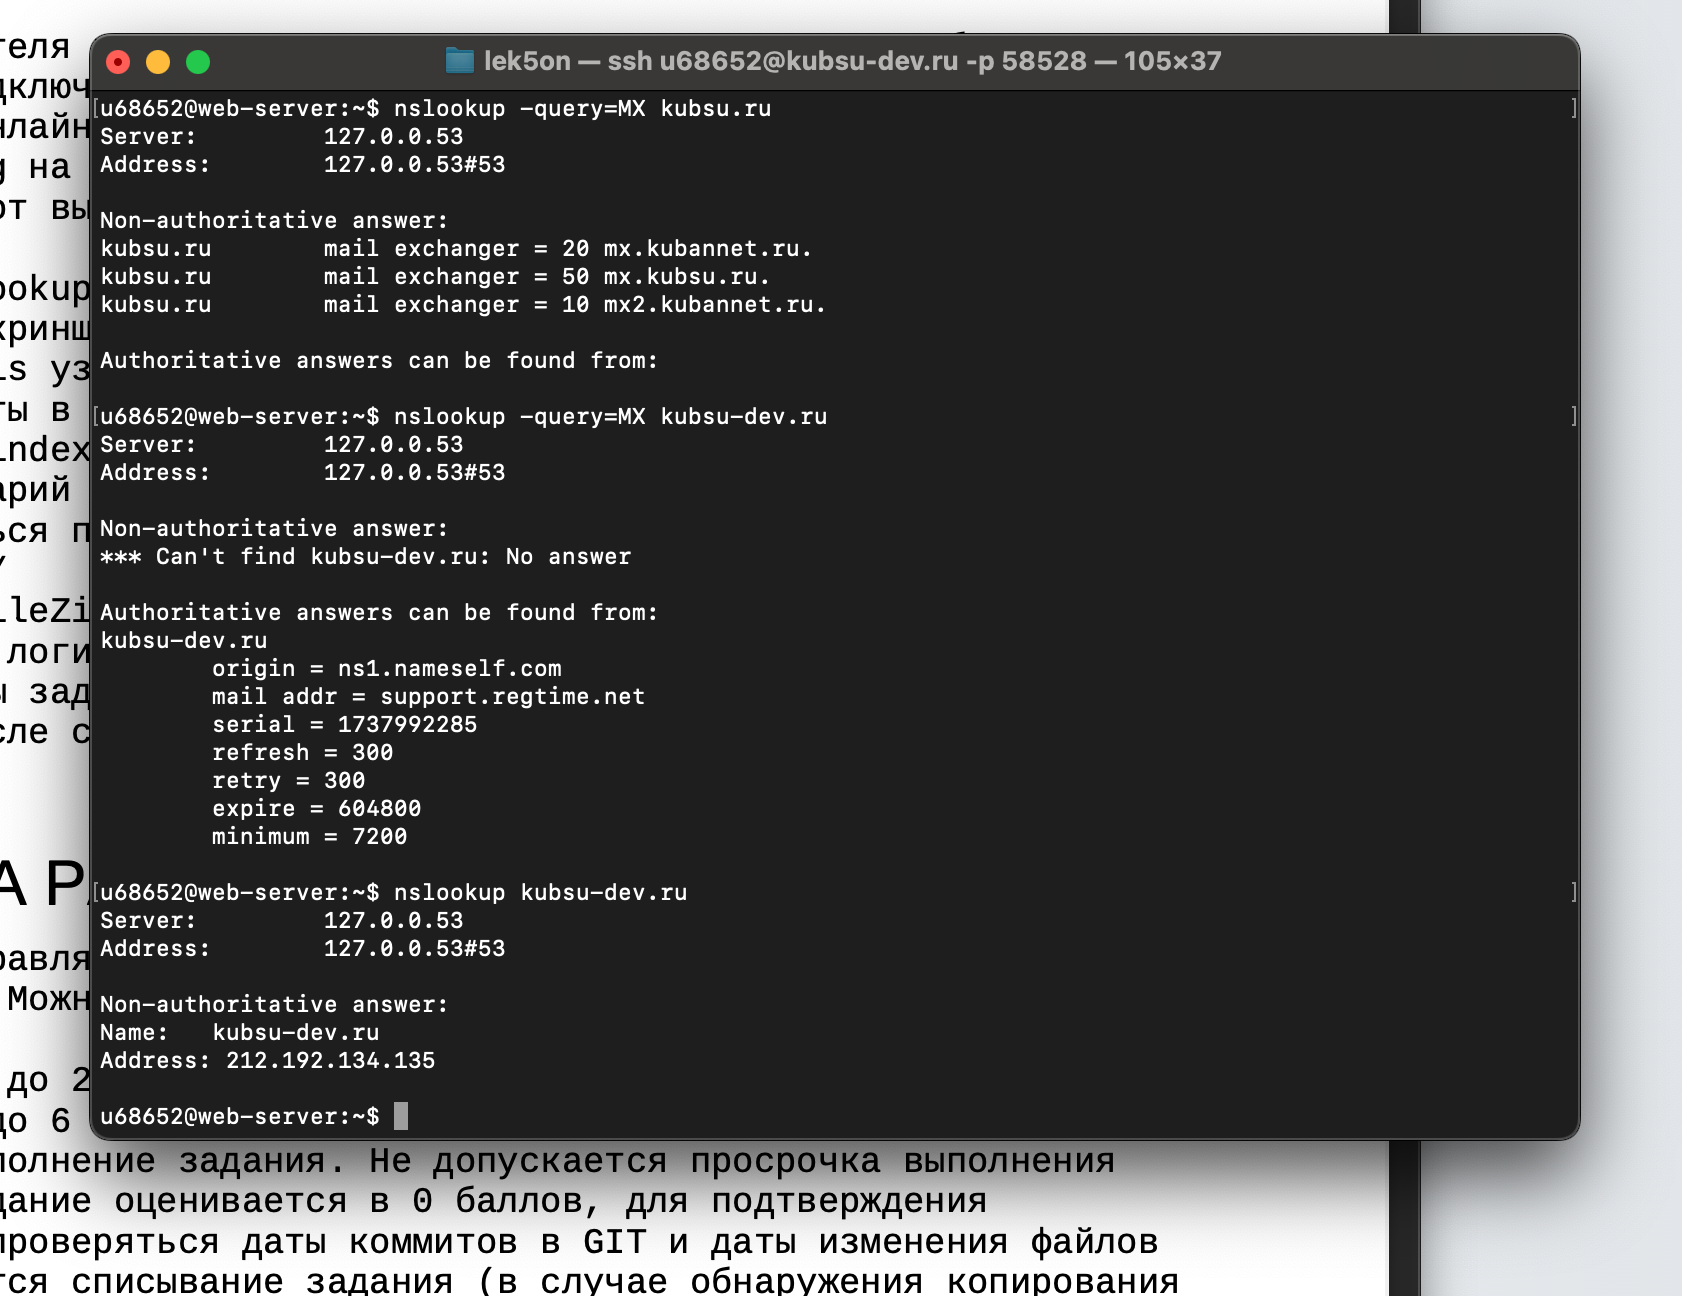 lek5on — ssh u68652@kubsu-dev.ru -p 58528 — 105×37
[u68652@web-server:~$ nslookup -query=MX kubsu.ru ]
Server: 127.0.0.53
Address: 127.0.0.53#53
Non-authoritative answer:
kubsu.ru mail exchanger = 20 mx.kubannet.ru.
kubsu.ru mail exchanger = 50 mx.kubsu.ru.
kubsu.ru mail exchanger = 10 mx2.kubannet.ru.
Authoritative answers can be found from:
[u68652@web-server:~$ nslookup -query=MX kubsu-dev.ru ]
Server: 127.0.0.53
Address: 127.0.0.53#53
Non-authoritative answer:
*** Can't find kubsu-dev.ru: No answer
Authoritative answers can be found from:
kubsu-dev.ru
origin = ns1.nameself.com
mail addr = support.regtime.net
serial = 1737992285
refresh = 300
retry = 300
expire = 604800
minimum = 7200
[u68652@web-server:~$ nslookup kubsu-dev.ru ]
Server: 127.0.0.53
Address: 127.0.0.53#53
Non-authoritative answer:
Name: kubsu-dev.ru
Address: 212.192.134.135
u68652@web-server:~$
теля
дключ
нлайн
g на
от вы
ookup
кринш
is уз
ты в
index
арий
ься п
/
ileZi
логи
ы зад
сле с
А Р
равля
Можн
до 2
до 6
полнение задания. Не допускается просрочка выполнения
дание оценивается в 0 баллов, для подтверждения
проверяться даты коммитов в GIT и даты изменения файлов
тся списывание задания (в случае обнаружения копирования